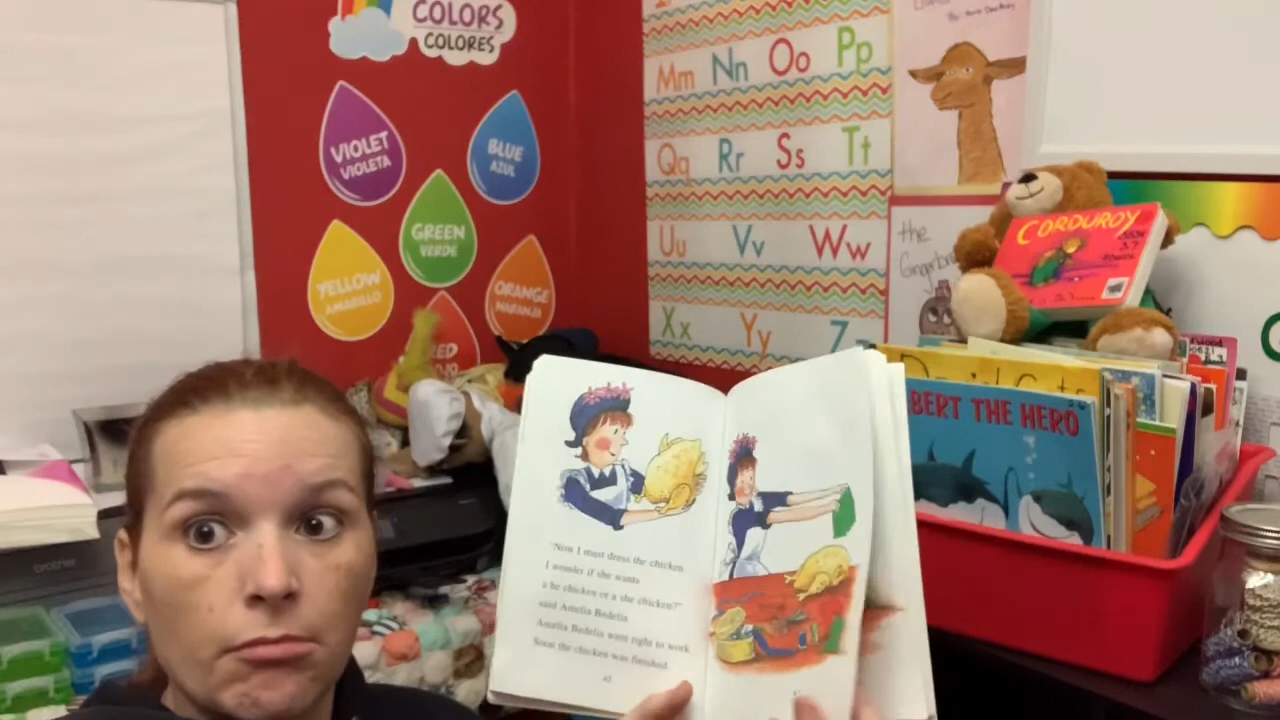 COLORS
COLORES
VIOLET
VIOLETA
BLUE
AZUL
GREEN
VERDE
YELLOW
AMARILLO
ORANGE
NARANJA
RED
Mm Nn Oo Pp
Qq Rr Ss Tt
Uu Vv Ww
Xx Yy
the
CORDUROY
BERT THE HERO
brother
"Now I must dress the chicken.
I wonder if she wants
a he chicken or a she chicken?"
said Amelia Bedelia.
Amelia Bedelia went right to work.
Soon the chicken was finished.
42